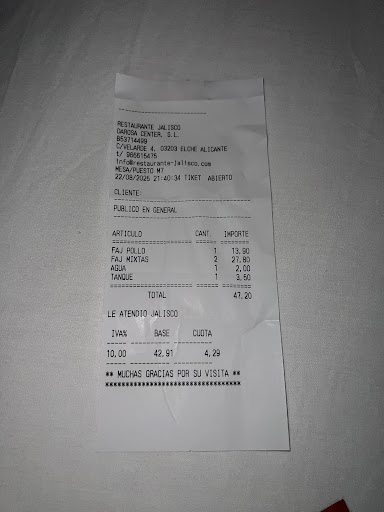 RESTAURANTE JALISCO
DAROSA CENTER, S.L.
B53714499
C/VELARDE 4, 03203 ELCHE ALICANTE
t/ 966615475
info@restaurante-jalisco.com
MESA/PUESTO M7
22/08/2025 21:40:34 TIKET ABIERTO
CLIENTE:
PUBLICO EN GENERAL
ARTICULO CANT. IMPORTE
FAJ POLLO 1 13,90
FAJ MIXTAS 2 27,80
AGUA 1 2,00
TANQUE 1 3,50
TOTAL 47,20
LE ATENDIO JALISCO
IVA% BASE CUOTA
10,00 42,91 4,29
** MUCHAS GRACIAS POR SU VISITA **